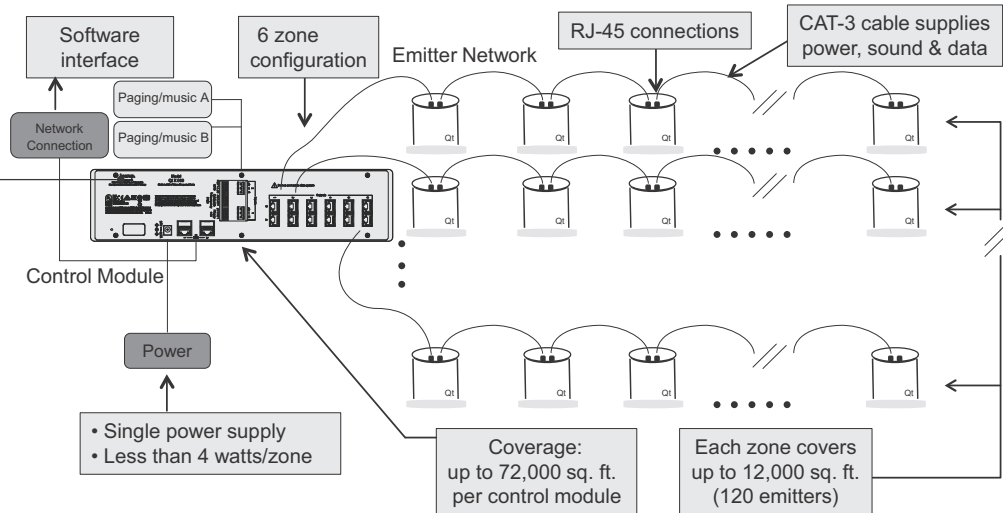 Software
interface
6 zone
configuration
Emitter Network
RJ-45 connections
CAT-3 cable supplies
power, sound & data
Paging/music A
Paging/music B
Network
Connection
Qt
Qt
Qt
Qt
Qt
Qt
Qt
Qt
Control Module
Power
Qt
Qt
Qt
Qt
• Single power supply
• Less than 4 watts/zone
Coverage:
up to 72,000 sq. ft.
per control module
Each zone covers
up to 12,000 sq. ft.
(120 emitters)